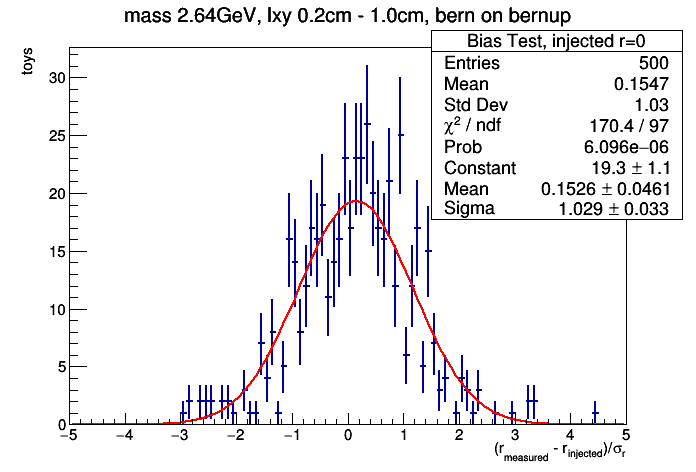 mass 2.64GeV, lxy 0.2cm - 1.0cm, bern on bernup
Bias Test, injected r=0
Entries 500
Mean 0.1547
Std Dev 1.03
χ² / ndf 170.4 / 97
Prob 6.096e−06
Constant 19.3 ± 1.1
Mean 0.1526 ± 0.0461
Sigma 1.029 ± 0.033
toys
30
25
20
15
10
5
0
−5 −4 −3 −2 −1 0 1 2 3 4 5
(r_measured - r_injected)/σ_r